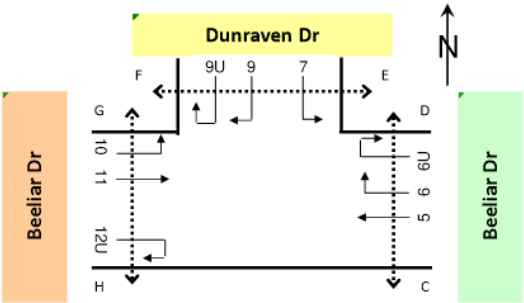 Dunraven Dr
N
F
9U
9
7
E
G
D
10
6U
11
6
5
Beeliar Dr
Beeliar Dr
12U
H
C